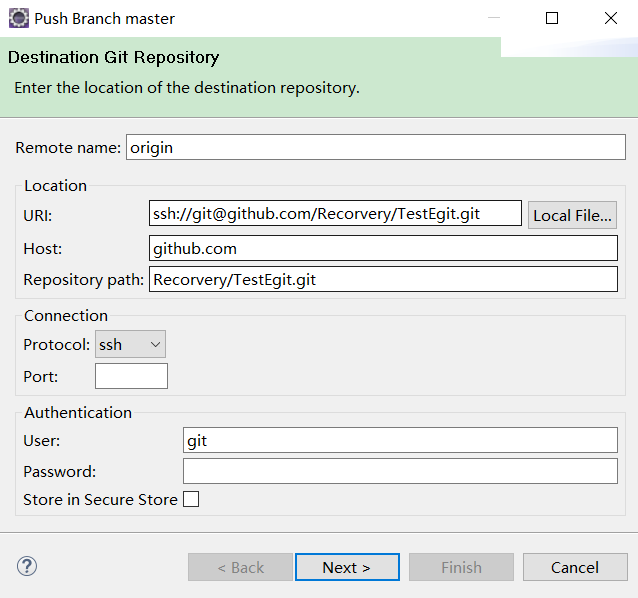 Push Branch master
Destination Git Repository
Enter the location of the destination repository.
Remote name: origin
Location
URI: ssh://git@github.com/Recorvery/TestEgit.git Local File...
Host: github.com
Repository path: Recorvery/TestEgit.git
Connection
Protocol: ssh
Port:
Authentication
User: git
Password:
Store in Secure Store
? < Back Next > Finish Cancel